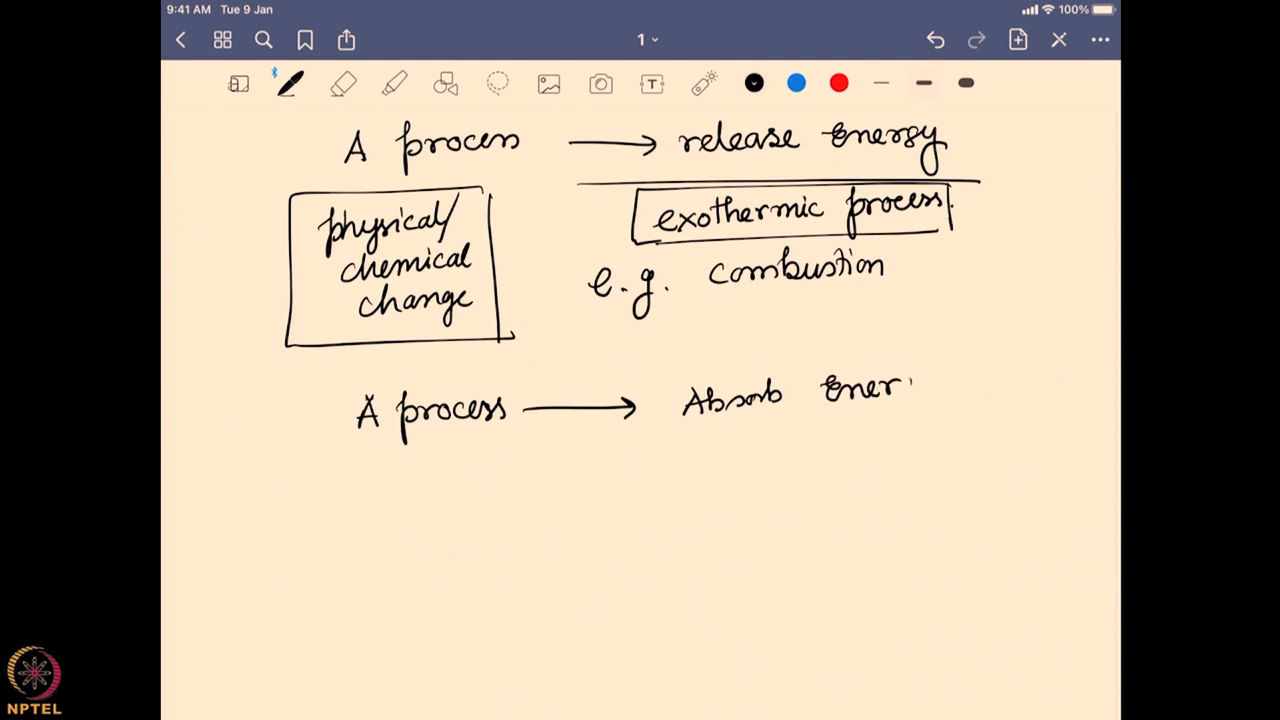 9:41 AM Tue 9 Jan 100%
1
T
A process → release energy
physical/
chemical
change
exothermic process.
e.g. combustion
A process → Absorb Ener
NPTEL